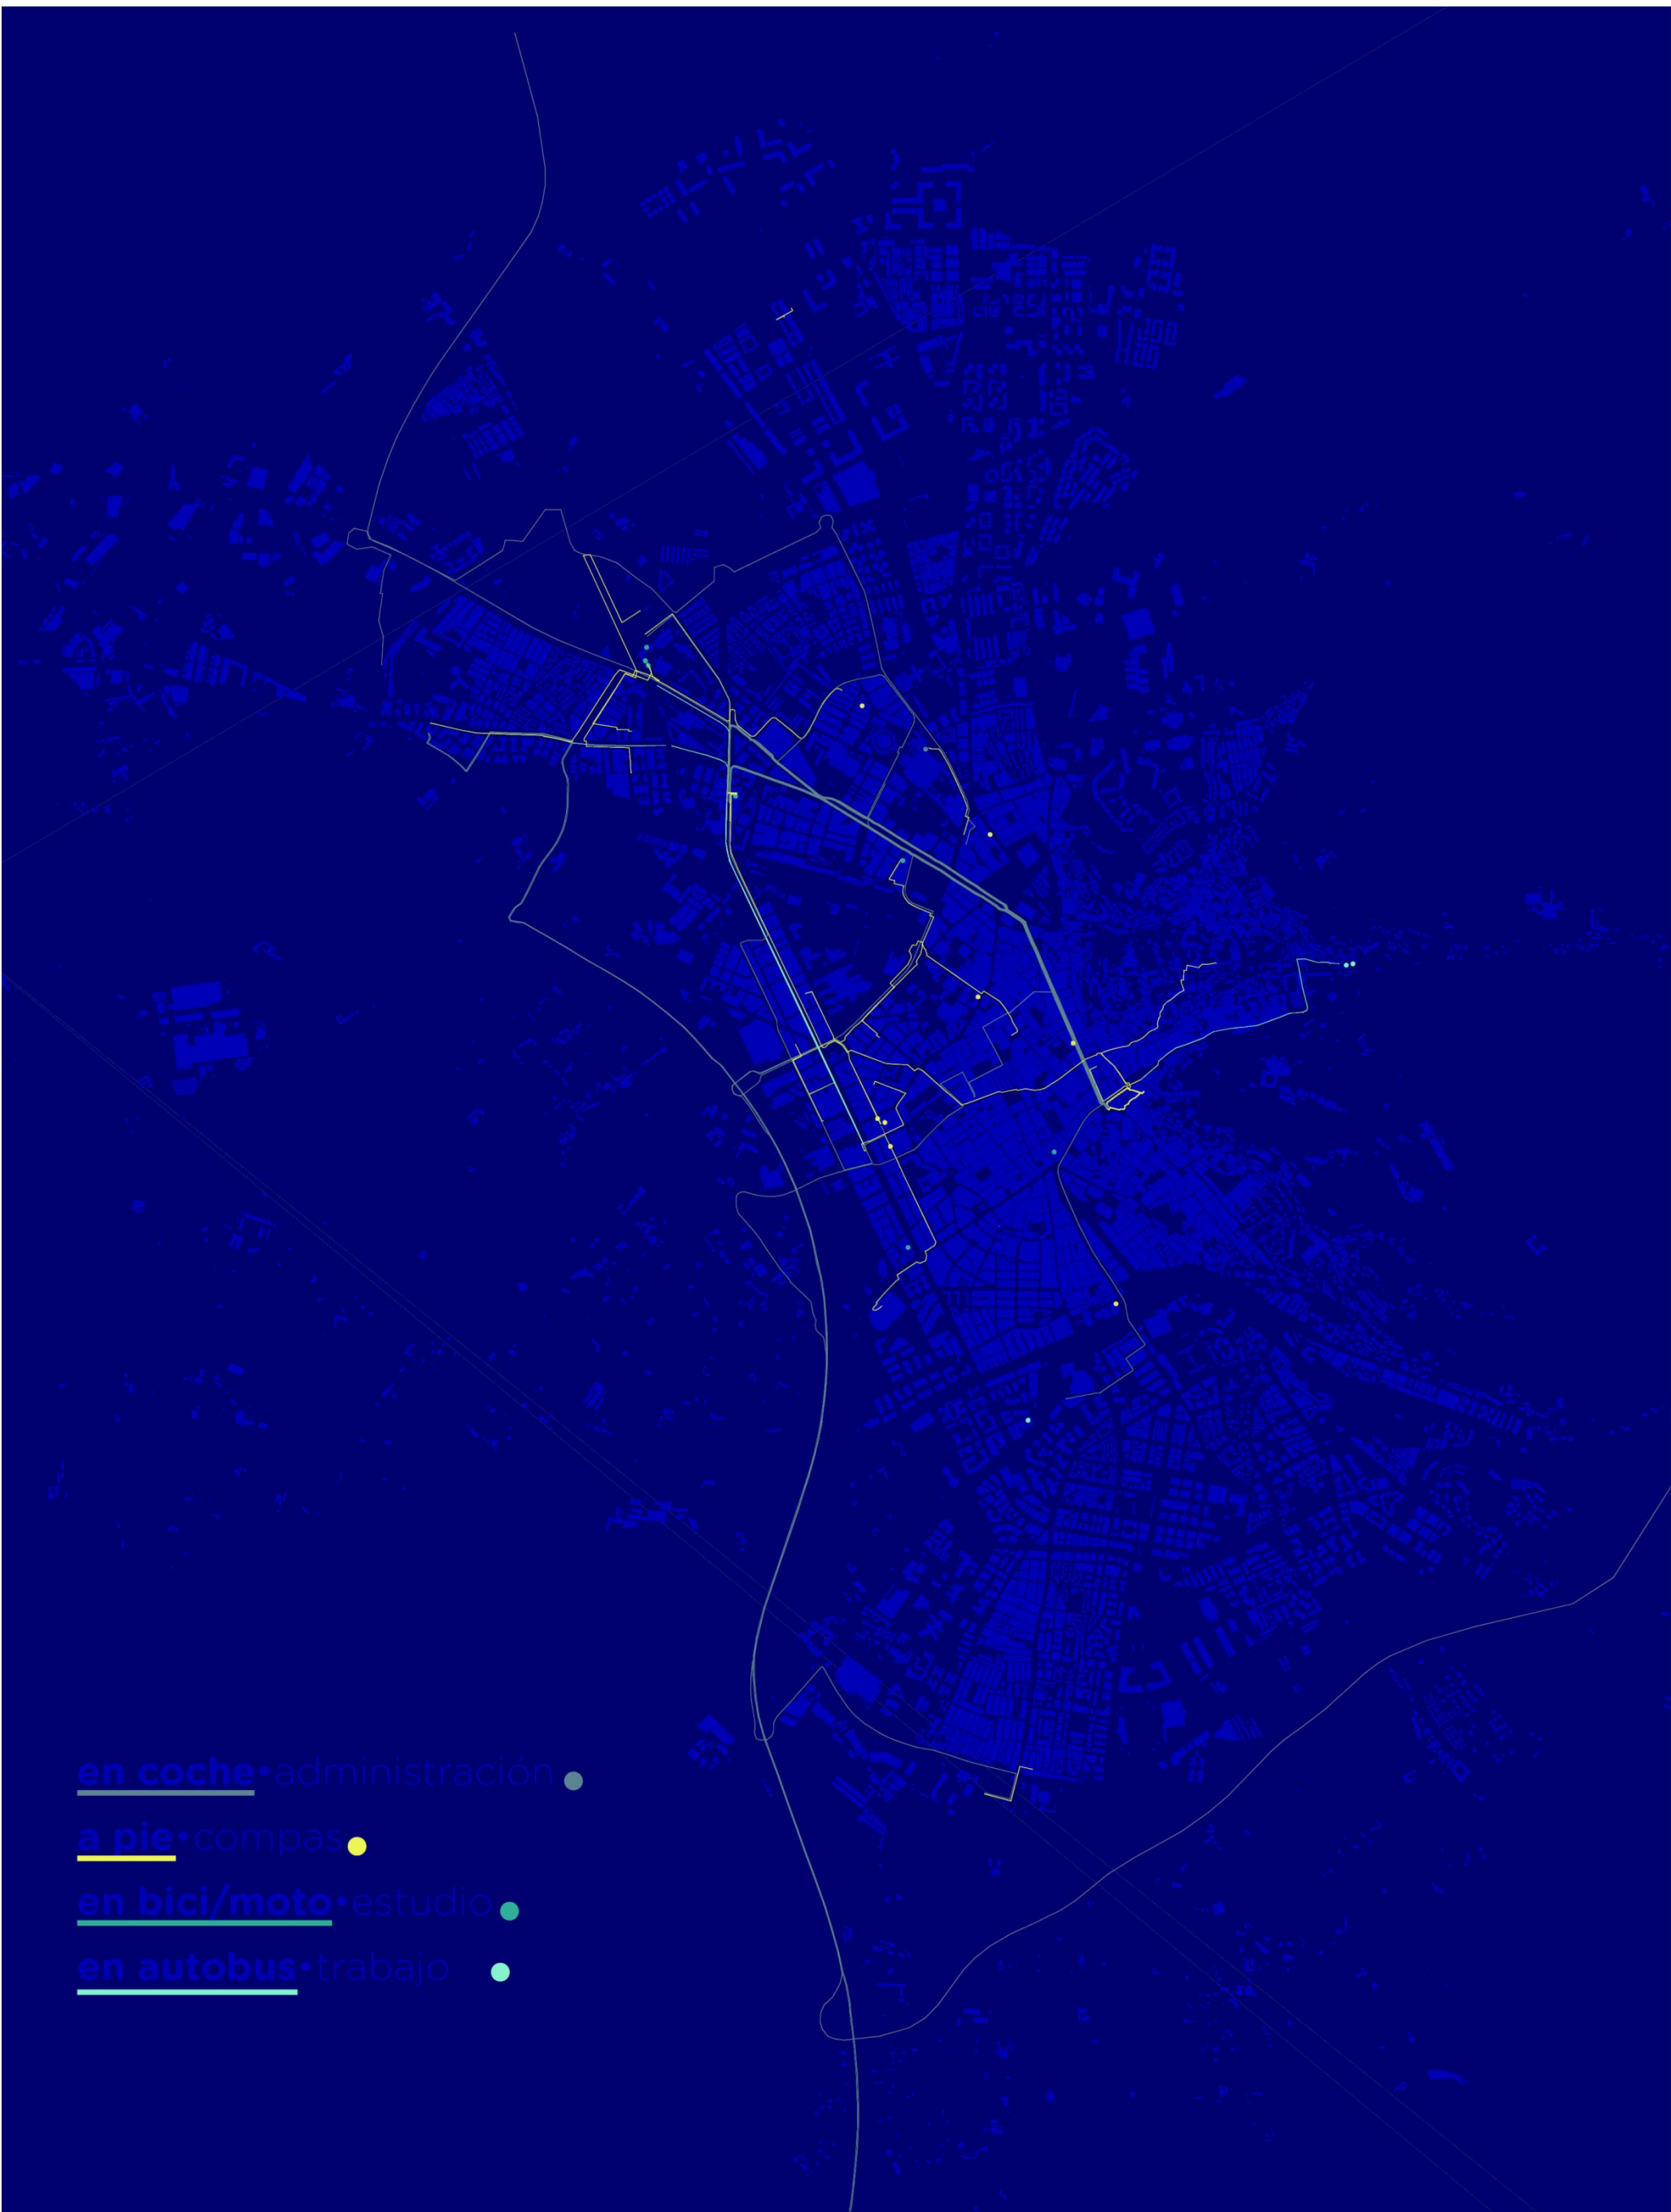 en coche•administración
a pie•compas
en bici/moto•estudio
en autobus•trabajo